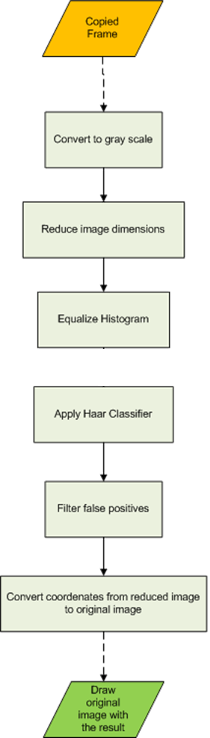 Copied
Frame
Convert to gray scale
Reduce image dimensions
Equalize Histogram
Apply Haar Classifier
Filter false positives
Convert coordenates from reduced image
to original image
Draw
original
image with
the result